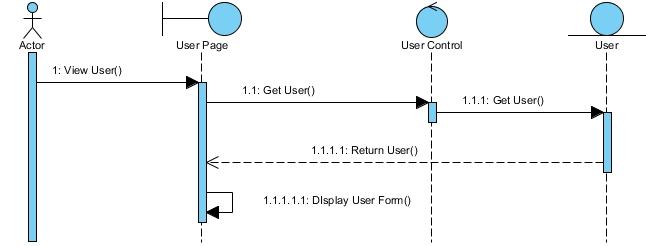 Actor
User Page
User Control
User
1: View User()
1.1: Get User()
1.1.1: Get User()
1.1.1.1: Return User()
1.1.1.1.1: DIsplay User Form()